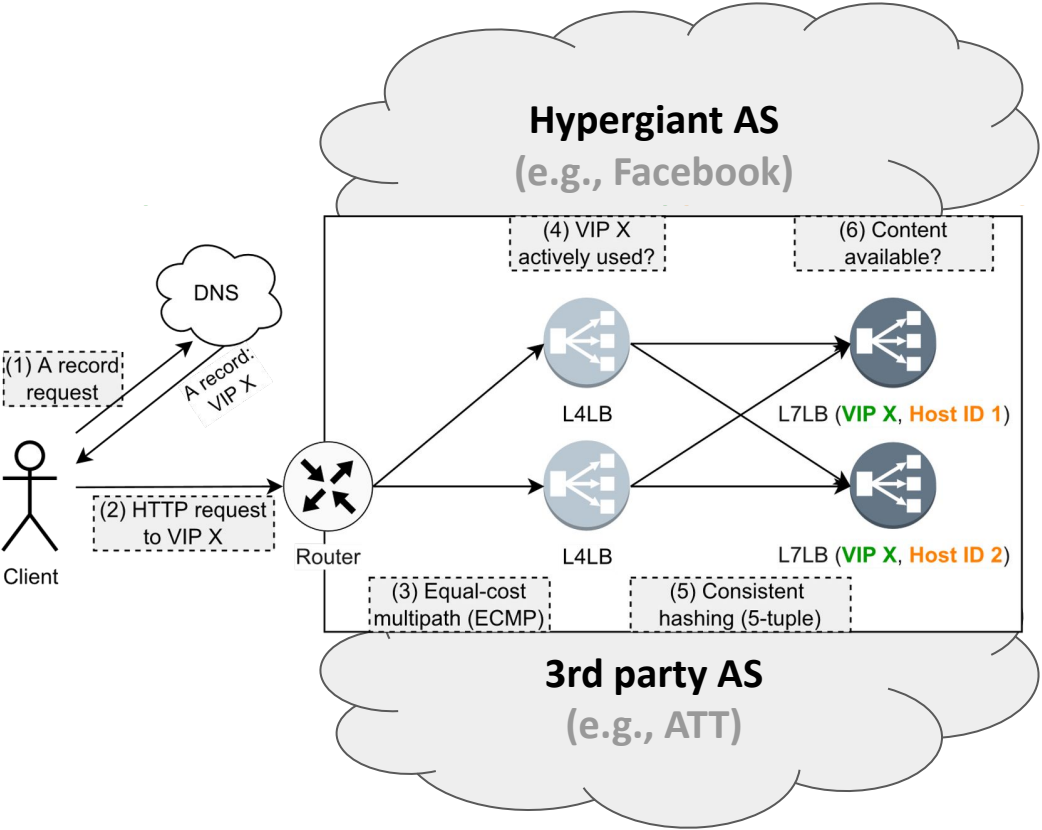 Hypergiant AS
(e.g., Facebook)
(4) VIP X
actively used?
(6) Content
available?
DNS
(1) A record
request
A record:
VIP X
L4LB
L7LB (VIP X, Host ID 1)
(2) HTTP request
to VIP X
Client
Router
L4LB
L7LB (VIP X, Host ID 2)
(3) Equal-cost
multipath (ECMP)
(5) Consistent
hashing (5-tuple)
3rd party AS
(e.g., ATT)